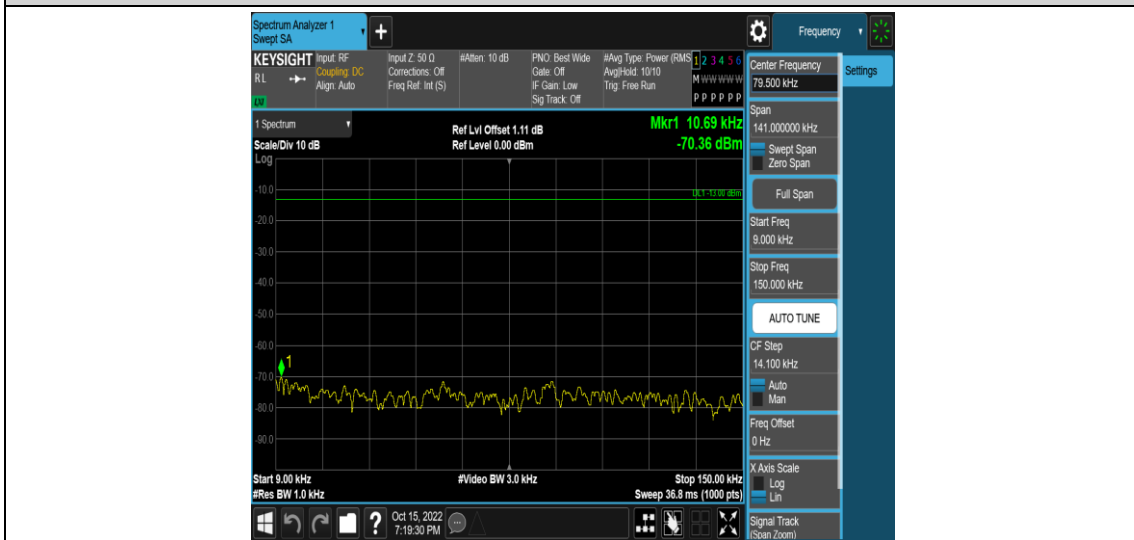 Spectrum Analyzer 1
Swept SA
Frequency
KEYSIGHT
RL
Input: RF
Coupling: DC
Align: Auto
Input Z: 50 Ω
Corrections: Off
Freq Ref: Int (S)
#Atten: 10 dB
PNO: Best Wide
Gate: Off
IF Gain: Low
Sig Track: Off
#Avg Type: Power (RMS
Avg|Hold: 10/10
Trig: Free Run
1 2 3 4 5 6
M W W W W W
P P P P P P
1 Spectrum
Scale/Div 10 dB
Ref Lvl Offset 1.11 dB
Ref Level 0.00 dBm
Mkr1 10.69 kHz
-70.36 dBm
Log
DL1 -13.00 dBm
-10.0
-20.0
-30.0
-40.0
-50.0
-60.0
-70.0
-80.0
-90.0
1
Start 9.00 kHz
#Res BW 1.0 kHz
#Video BW 3.0 kHz
Stop 150.00 kHz
Sweep 36.8 ms (1000 pts)
Center Frequency
79.500 kHz
Settings
Span
141.000000 kHz
Swept Span
Zero Span
Full Span
Start Freq
9.000 kHz
Stop Freq
150.000 kHz
AUTO TUNE
CF Step
14.100 kHz
Auto
Man
Freq Offset
0 Hz
X Axis Scale
Log
Lin
Signal Track
(Span Zoom)
?
Oct 15, 2022
7:19:30 PM